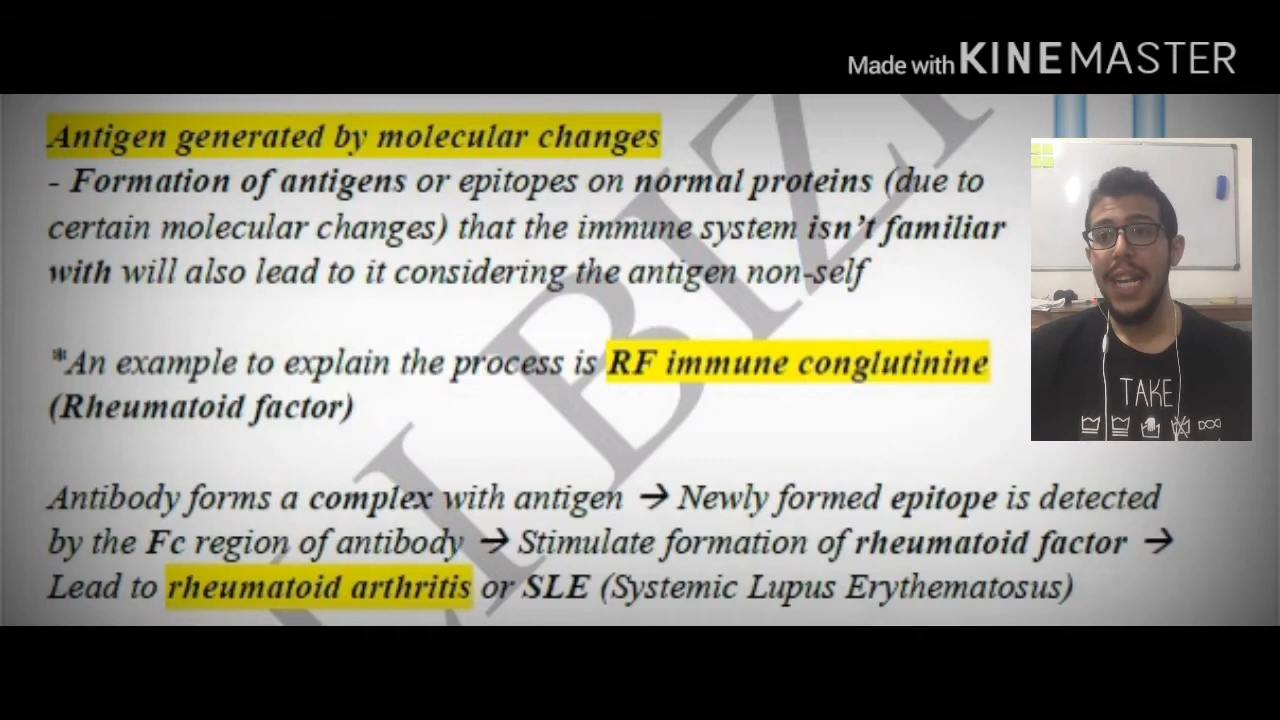 Made with KINEMASTER
Antigen generated by molecular changes
- Formation of antigens or epitopes on normal proteins (due to
certain molecular changes) that the immune system isn't familiar
with will also lead to it considering the antigen non-self
*An example to explain the process is RF immune conglutinine
(Rheumatoid factor)
Antibody forms a complex with antigen → Newly formed epitope is detected
by the Fc region of antibody → Stimulate formation of rheumatoid factor →
Lead to rheumatoid arthritis or SLE (Systemic Lupus Erythematosus)
TAKE